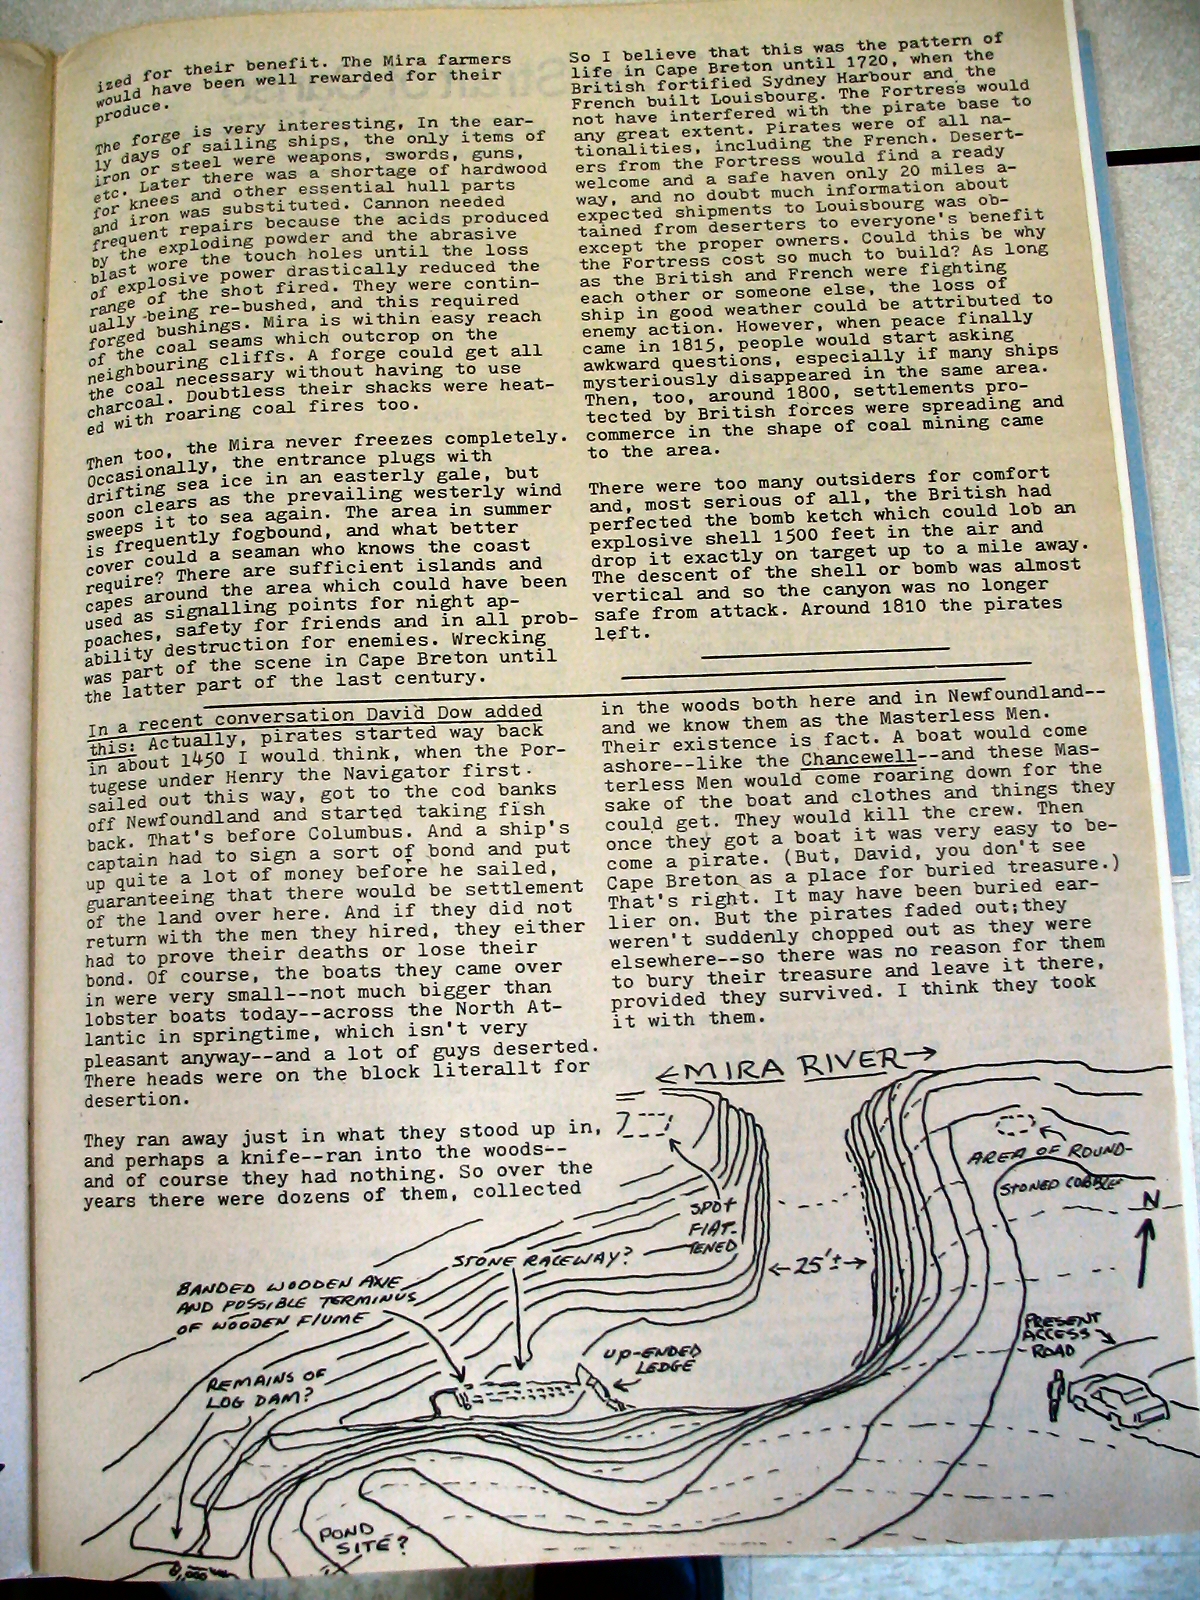 ized for their benefit. The Mira farmers
would have been well rewarded for their
produce.
The forge is very interesting, In the ear-
ly days of sailing ships, the only items of
iron or steel were weapons, swords, guns,
etc. Later there was a shortage of hardwood
for knees and other essential hull parts
and iron was substituted. Cannon needed
frequent repairs because the acids produced
by the exploding powder and the abrasive
blast wore the touch holes until the loss
of explosive power drastically reduced the
range of the shot fired. They were contin-
ually being re-bushed, and this required
forged bushings. Mira is within easy reach
of the coal seams which outcrop on the
neighbouring cliffs. A forge could get all
the coal necessary without having to use
charcoal. Doubtless their shacks were heat-
ed with roaring coal fires too.
Then too, the Mira never freezes completely.
Occasionally, the entrance plugs with
drifting sea ice in an easterly gale, but
soon clears as the prevailing westerly wind
sweeps it to sea again. The area in summer
is frequently fogbound, and what better
cover could a seaman who knows the coast
require? There are sufficient islands and
capes around the area which could have been
used as signalling points for night ap-
poaches, safety for friends and in all prob-
ability destruction for enemies. Wrecking
was part of the scene in Cape Breton until
the latter part of the last century.
So I believe that this was the pattern of
life in Cape Breton until 1720, when the
British fortified Sydney Harbour and the
French built Louisbourg. The Fortress would
not have interfered with the pirate base to
any great extent. Pirates were of all na-
tionalities, including the French. Desert-
ers from the Fortress would find a ready
welcome and a safe haven only 20 miles a-
way, and no doubt much information about
expected shipments to Louisbourg was ob-
tained from deserters to everyone's benefit
except the proper owners. Could this be why
the Fortress cost so much to build? As long
as the British and French were fighting
each other or someone else, the loss of
ship in good weather could be attributed to
enemy action. However, when peace finally
came in 1815, people would start asking
awkward questions, especially if many ships
mysteriously disappeared in the same area.
Then, too, around 1800, settlements pro-
tected by British forces were spreading and
commerce in the shape of coal mining came
to the area.
There were too many outsiders for comfort
and, most serious of all, the British had
perfected the bomb ketch which could lob an
explosive shell 1500 feet in the air and
drop it exactly on target up to a mile away.
The descent of the shell or bomb was almost
vertical and so the canyon was no longer
safe from attack. Around 1810 the pirates
left.
In a recent conversation David Dow added
this: Actually, pirates started way back
in about 1450 I would think, when the Por-
tugese under Henry the Navigator first
sailed out this way, got to the cod banks
off Newfoundland and started taking fish
back. That's before Columbus. And a ship's
captain had to sign a sort of bond and put
up quite a lot of money before he sailed,
guaranteeing that there would be settlement
of the land over here. And if they did not
return with the men they hired, they either
had to prove their deaths or lose their
bond. Of course, the boats they came over
in were very small--not much bigger than
lobster boats today--across the North At-
lantic in springtime, which isn't very
pleasant anyway--and a lot of guys deserted.
There heads were on the block literallt for
desertion.
They ran away just in what they stood up in,
and perhaps a knife--ran into the woods--
and of course they had nothing. So over the
years there were dozens of them, collected
in the woods both here and in Newfoundland--
and we know them as the Masterless Men.
Their existence is fact. A boat would come
ashore--like the Chancewell--and these Mas-
terless Men would come roaring down for the
sake of the boat and clothes and things they
could get. They would kill the crew. Then
once they got a boat it was very easy to be-
come a pirate. (But, David, you don't see
Cape Breton as a place for buried treasure.)
That's right. It may have been buried ear-
lier on. But the pirates faded out; they
weren't suddenly chopped out as they were
elsewhere--so there was no reason for them
to bury their treasure and leave it there,
provided they survived. I think they took
it with them.
←MIRA RIVER→
?
AREA OF ROUND-
STONED COBBLE
N
SPOT
FLAT-
TENED
STONE RACEWAY?
25'±
BANDED WOODEN AXE
AND POSSIBLE TERMINUS
OF WOODEN FLUME
PRESENT
ACCESS
ROAD
UP-ENDED
LEDGE
REMAINS OF
LOG DAM?
POND
SITE?